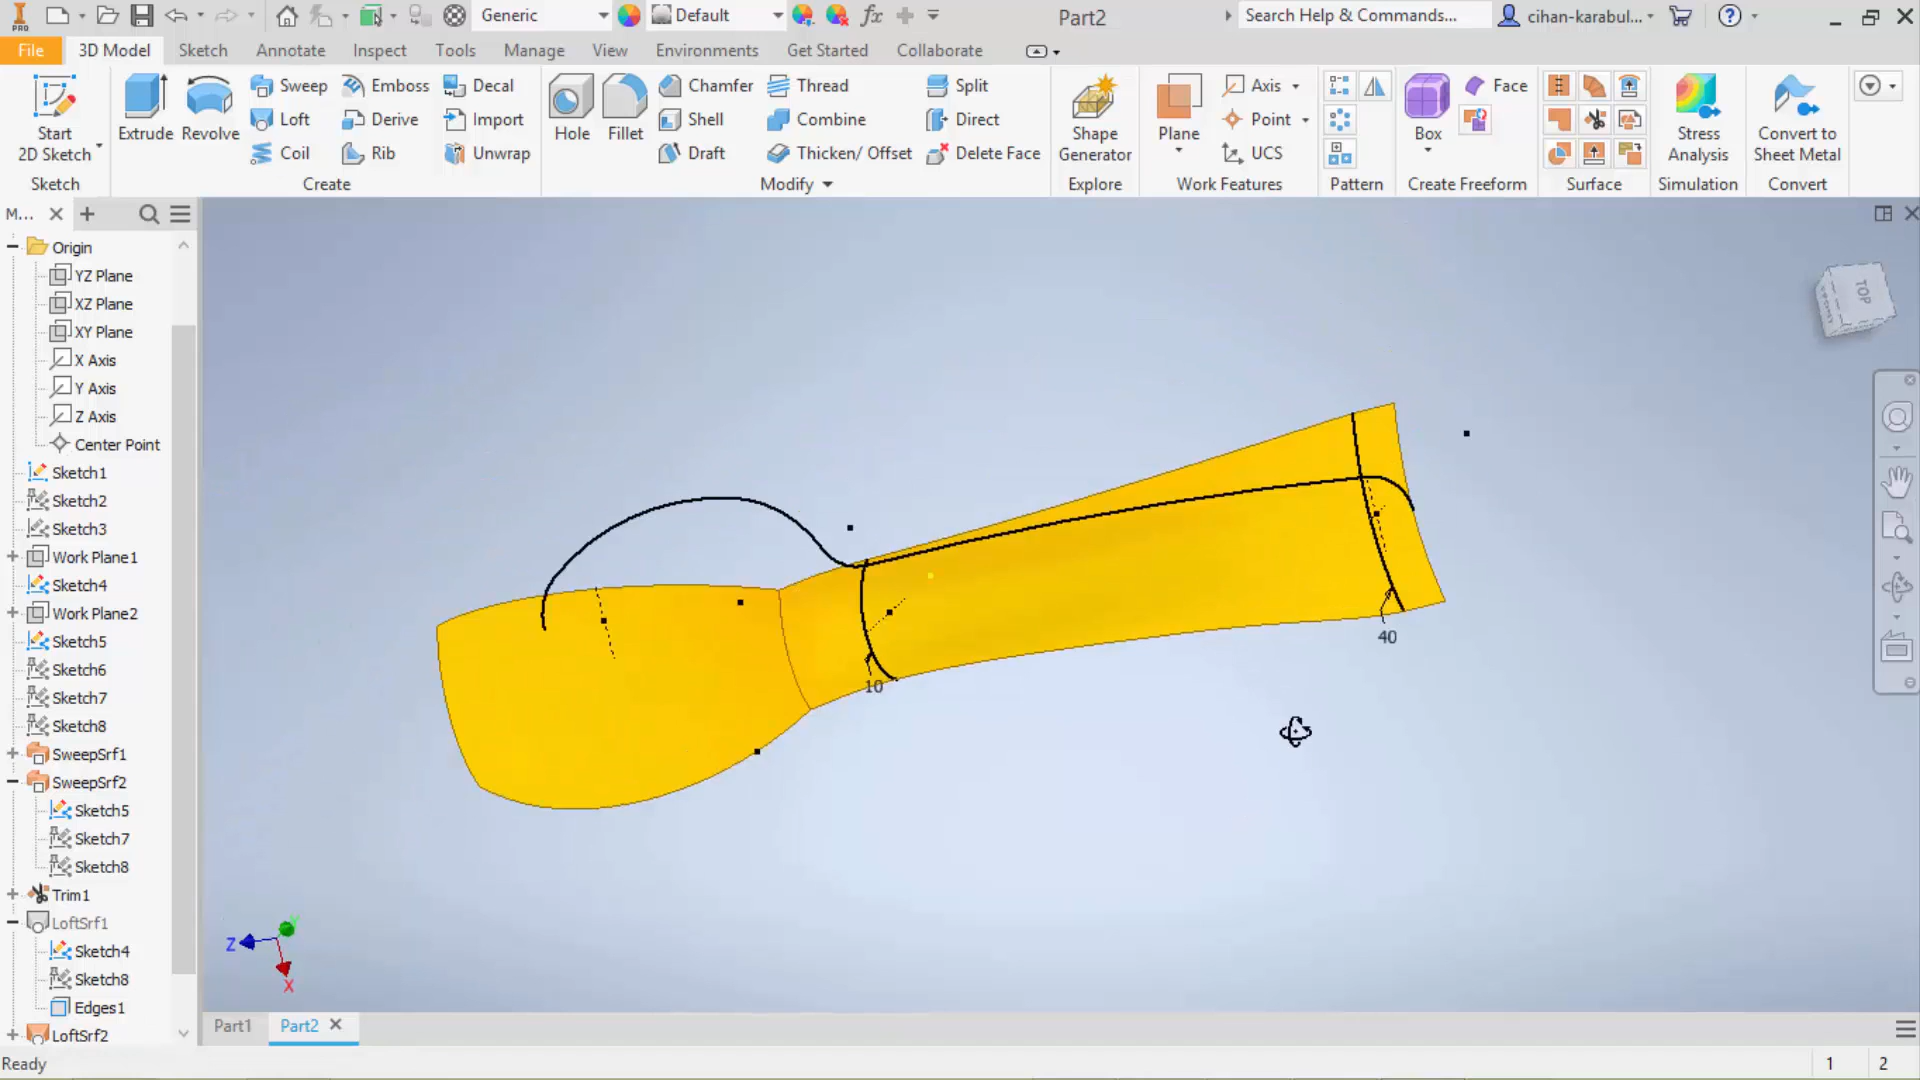 PRO
Generic
Default
fx
Part2
Search Help & Commands...
cihan-karabul...
File
3D Model
Sketch
Annotate
Inspect
Tools
Manage
View
Environments
Get Started
Collaborate
Start
2D Sketch
Sketch
Extrude
Revolve
Sweep
Emboss
Decal
Loft
Derive
Import
Coil
Rib
Unwrap
Create
Hole
Fillet
Chamfer
Thread
Split
Shell
Combine
Direct
Draft
Thicken/ Offset
Delete Face
Modify
Shape
Generator
Explore
Plane
Axis
Point
UCS
Work Features
Pattern
Box
Face
Create Freeform
Surface
Stress
Analysis
Simulation
Convert to
Sheet Metal
Convert
M...
Origin
YZ Plane
XZ Plane
XY Plane
X Axis
Y Axis
Z Axis
Center Point
Sketch1
Sketch2
Sketch3
Work Plane1
Sketch4
Work Plane2
Sketch5
Sketch6
Sketch7
Sketch8
SweepSrf1
SweepSrf2
Sketch5
Sketch7
Sketch8
Trim1
LoftSrf1
Sketch4
Sketch8
Edges1
LoftSrf2
TOP
40
10
Z
Y
X
Part1
Part2
Ready
1
2